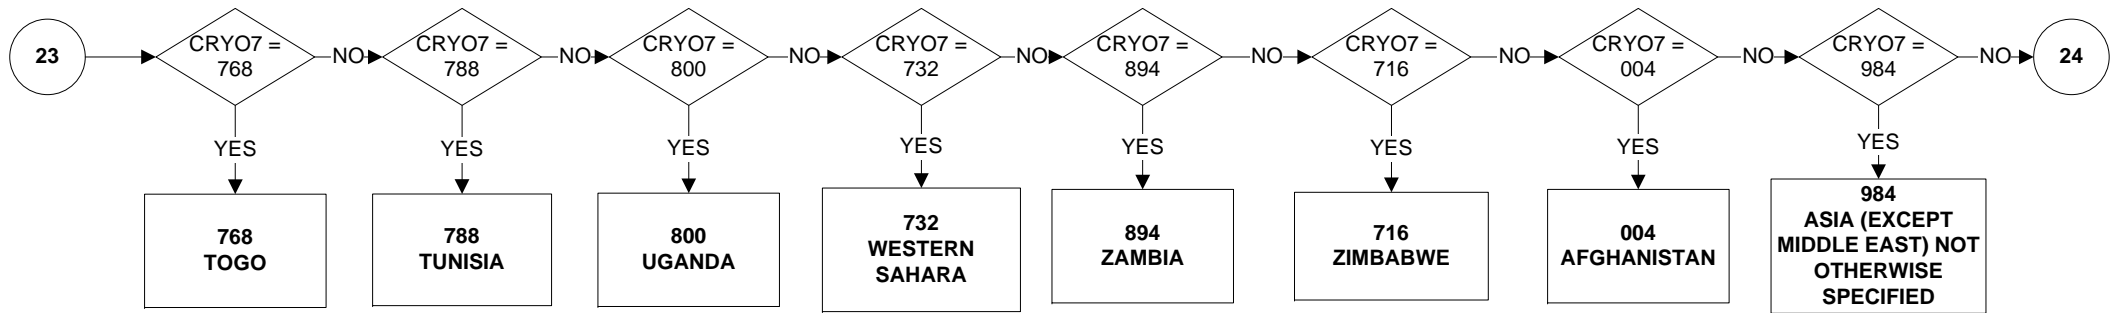 23
CRYO7 =
768
NO
CRYO7 =
788
NO
CRYO7 =
800
NO
CRYO7 =
732
NO
CRYO7 =
894
NO
CRYO7 =
716
NO
CRYO7 =
004
NO
CRYO7 =
984
NO
24
YES
YES
YES
YES
YES
YES
YES
YES
768
TOGO
788
TUNISIA
800
UGANDA
732
WESTERN
SAHARA
894
ZAMBIA
716
ZIMBABWE
004
AFGHANISTAN
984
ASIA (EXCEPT
MIDDLE EAST) NOT
OTHERWISE
SPECIFIED